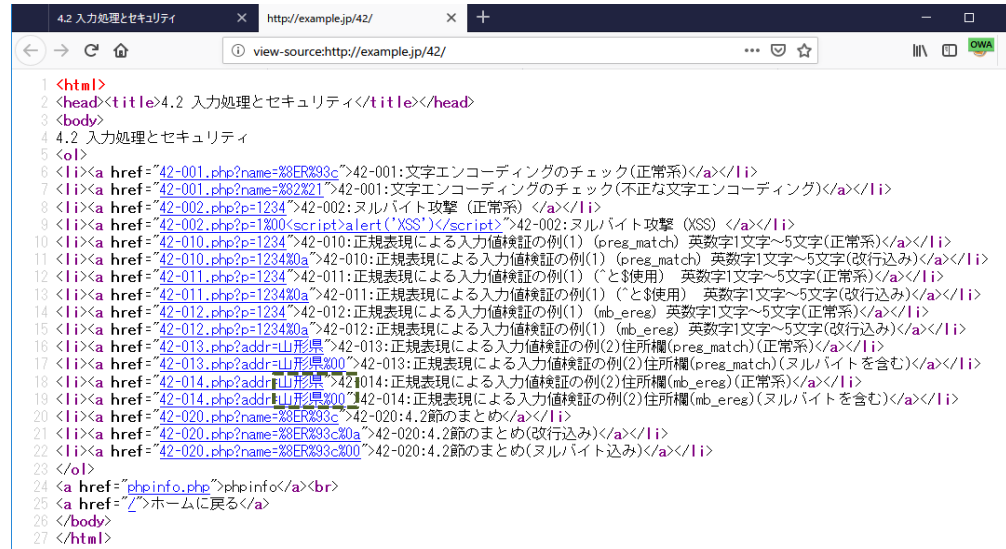 4.2 入力処理とセキュリティ
http://example.jp/42/
view-source:http://example.jp/42/
OWA
1 <html>
2 <head><title>4.2 入力処理とセキュリティ</title></head>
3 <body>
4 4.2 入力処理とセキュリティ
5 <ol>
6 <li><a href="42-001.php?name=%8ER%93c">42-001:文字エンコーディングのチェック(正常系)</a></li>
7 <li><a href="42-001.php?name=%82%21">42-001:文字エンコーディングのチェック(不正な文字エンコーディング)</a></li>
8 <li><a href="42-002.php?p=1234">42-002:ヌルバイト攻撃 (正常系) </a></li>
9 <li><a href="42-002.php?p=1%00<script>alert('XSS')</script>">42-002:ヌルバイト攻撃 (XSS) </a></li>
10 <li><a href="42-010.php?p=1234">42-010:正規表現による入力値検証の例(1) (preg_match) 英数字1文字～5文字(正常系)</a></li>
11 <li><a href="42-010.php?p=1234%0a">42-010:正規表現による入力値検証の例(1) (preg_match) 英数字1文字～5文字(改行込み)</a></li>
12 <li><a href="42-011.php?p=1234">42-011:正規表現による入力値検証の例(1) (^と$使用)　英数字1文字～5文字(正常系)</a></li>
13 <li><a href="42-011.php?p=1234%0a">42-011:正規表現による入力値検証の例(1) (^と$使用)　英数字1文字～5文字(改行込み)</a></li>
14 <li><a href="42-012.php?p=1234">42-012:正規表現による入力値検証の例(1) (mb_ereg) 英数字1文字～5文字(正常系)</a></li>
15 <li><a href="42-012.php?p=1234%0a">42-012:正規表現による入力値検証の例(1) (mb_ereg) 英数字1文字～5文字(改行込み)</a></li>
16 <li><a href="42-013.php?addr=山形県">42-013:正規表現による入力値検証の例(2)住所欄(preg_match)(正常系)</a></li>
17 <li><a href="42-013.php?addr=山形県%00">42-013:正規表現による入力値検証の例(2)住所欄(preg_match)(ヌルバイトを含む)</a></li>
18 <li><a href="42-014.php?addr=山形県">42-014:正規表現による入力値検証の例(2)住所欄(mb_ereg)(正常系)</a></li>
19 <li><a href="42-014.php?addr=山形県%00">42-014:正規表現による入力値検証の例(2)住所欄(mb_ereg)(ヌルバイトを含む)</a></li>
20 <li><a href="42-020.php?name=%8ER%93c">42-020:4.2節のまとめ</a></li>
21 <li><a href="42-020.php?name=%8ER%93c%0a">42-020:4.2節のまとめ(改行込み)</a></li>
22 <li><a href="42-020.php?name=%8ER%93c%00">42-020:4.2節のまとめ(ヌルバイト込み)</a></li>
23 </ol>
24 <a href="phpinfo.php">phpinfo</a><br>
25 <a href="/">ホームに戻る</a>
26 </body>
27 </html>